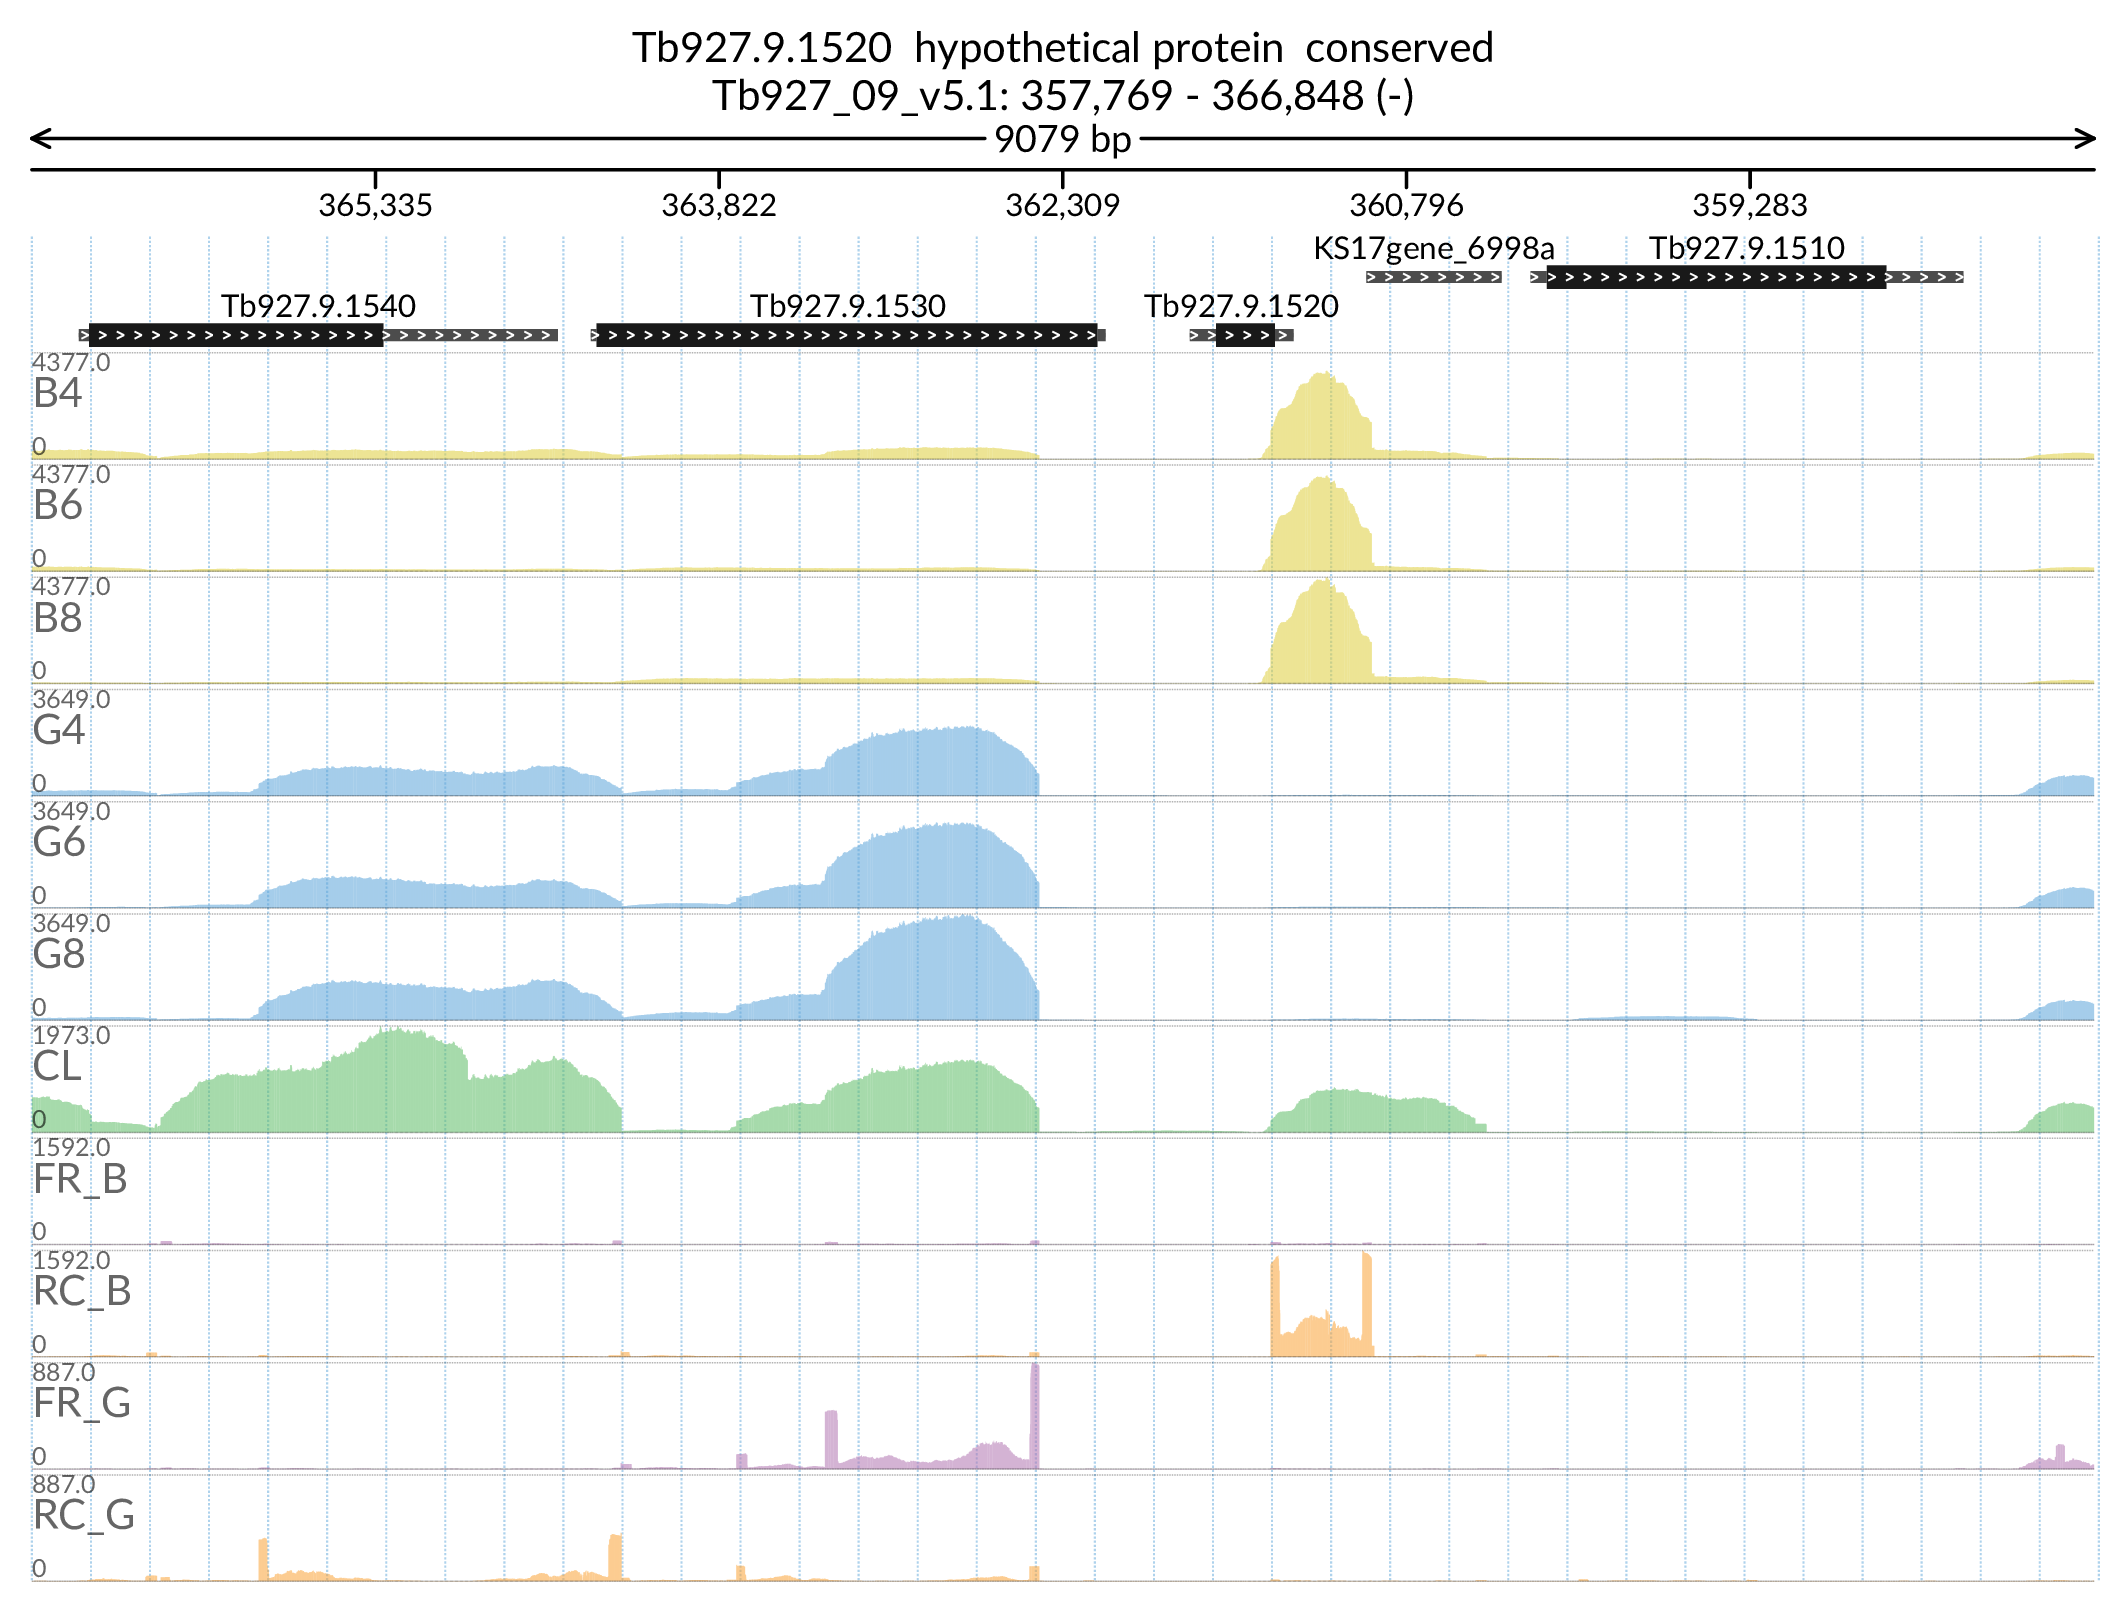 Tb927.9.1520  hypothetical protein  conserved
Tb927_09_v5.1: 357,769 - 366,848 (-)
9079 bp
365,335 363,822 362,309 360,796 359,283
KS17gene_6998a Tb927.9.1510
Tb927.9.1540 Tb927.9.1530 Tb927.9.1520
4377.0
B4
0
4377.0
B6
0
4377.0
B8
0
3649.0
G4
0
3649.0
G6
0
3649.0
G8
0
1973.0
CL
0
1592.0
FR_B
0
1592.0
RC_B
0
887.0
FR_G
0
887.0
RC_G
0